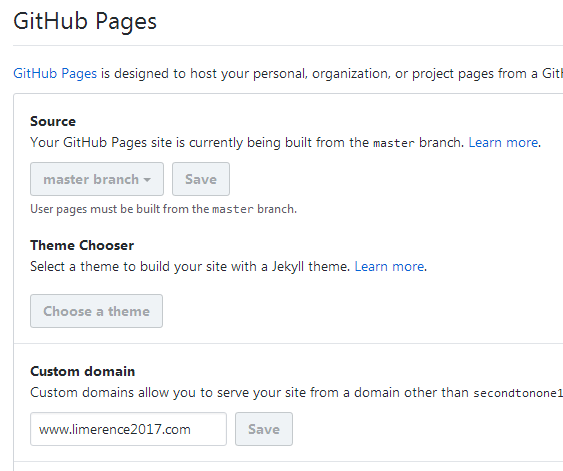 GitHub Pages
GitHub Pages is designed to host your personal, organization, or project pages from a
Source
Your GitHub Pages site is currently being built from the master branch. Learn more.
master branch Save
User pages must be built from the master branch.
Theme Chooser
Select a theme to build your site with a Jekyll theme. Learn more.
Choose a theme
Custom domain
Custom domains allow you to serve your site from a domain other than secondtonone1
www.limerence2017.com Save